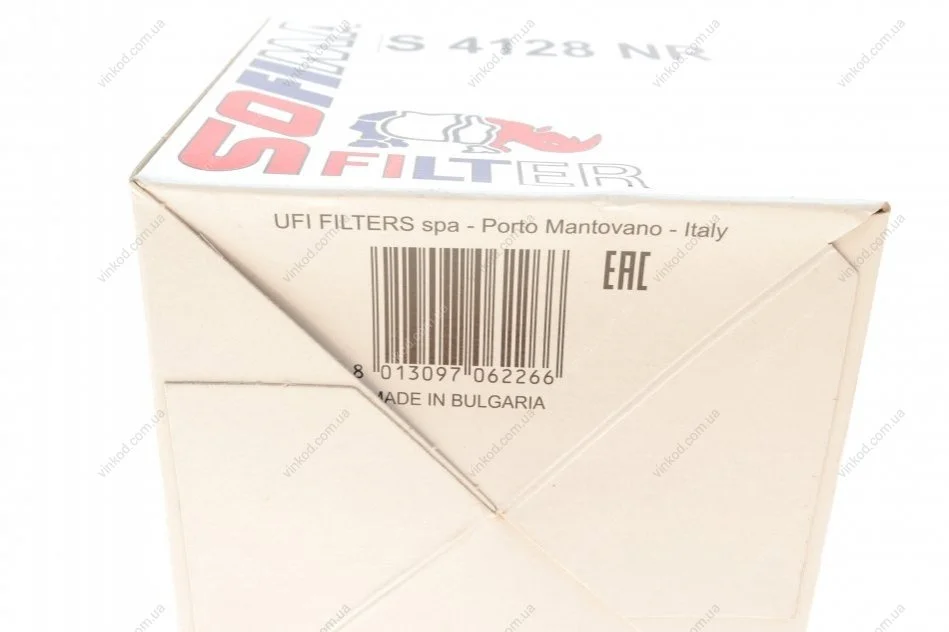 SOFIMA
S 4128 NR
FILTER
UFI FILTERS spa - Porto Mantovano - Italy
EAC
8 013097 062266
MADE IN BULGARIA
vinkod.com.ua